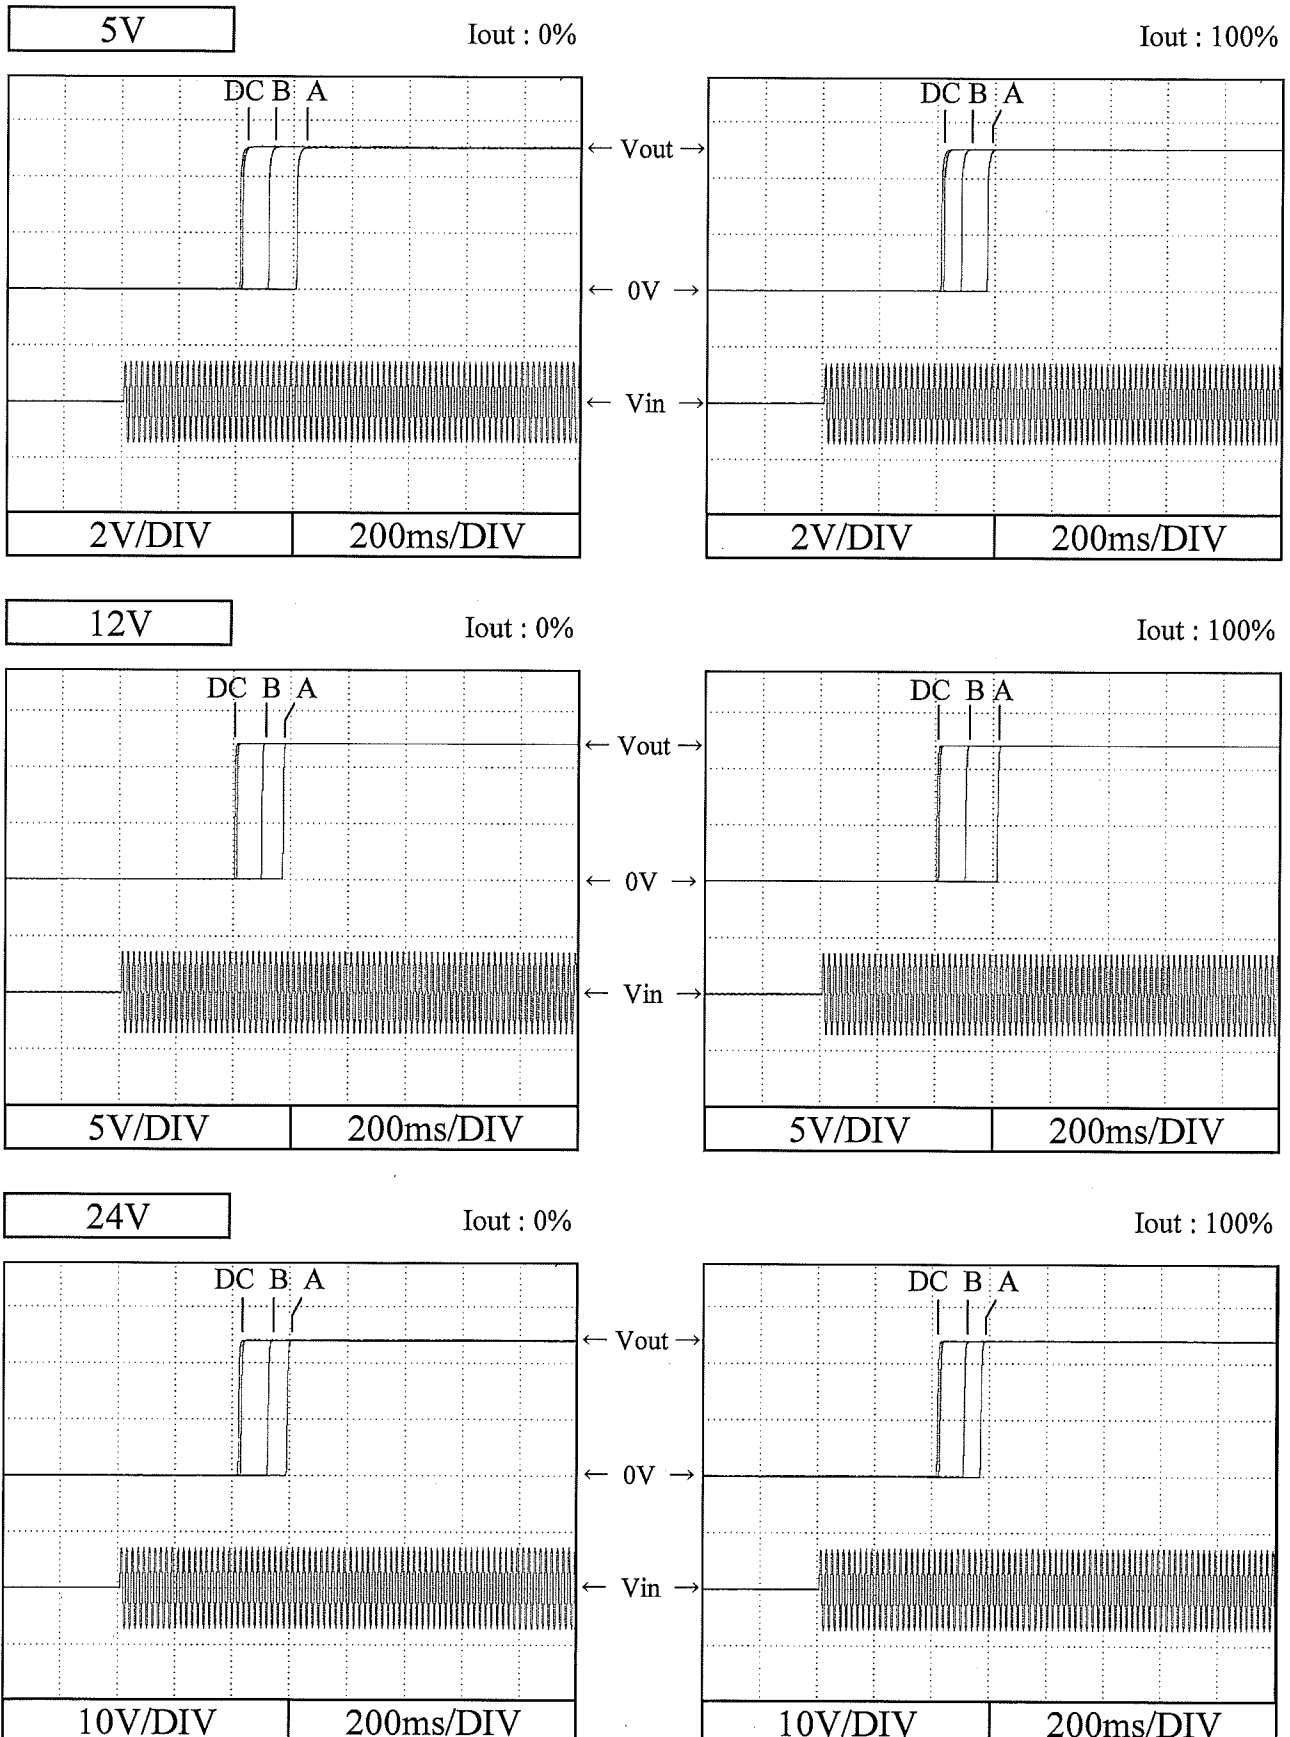 5V
Iout : 0%
Iout : 100%
DC B A
DC B A
← Vout →
← 0V →
← Vin →
2V/DIV
200ms/DIV
2V/DIV
200ms/DIV
12V
Iout : 0%
Iout : 100%
DC B A
DC B A
← Vout →
← 0V →
← Vin →
5V/DIV
200ms/DIV
5V/DIV
200ms/DIV
24V
Iout : 0%
Iout : 100%
DC B A
DC B A
← Vout →
← 0V →
← Vin →
10V/DIV
200ms/DIV
10V/DIV
200ms/DIV